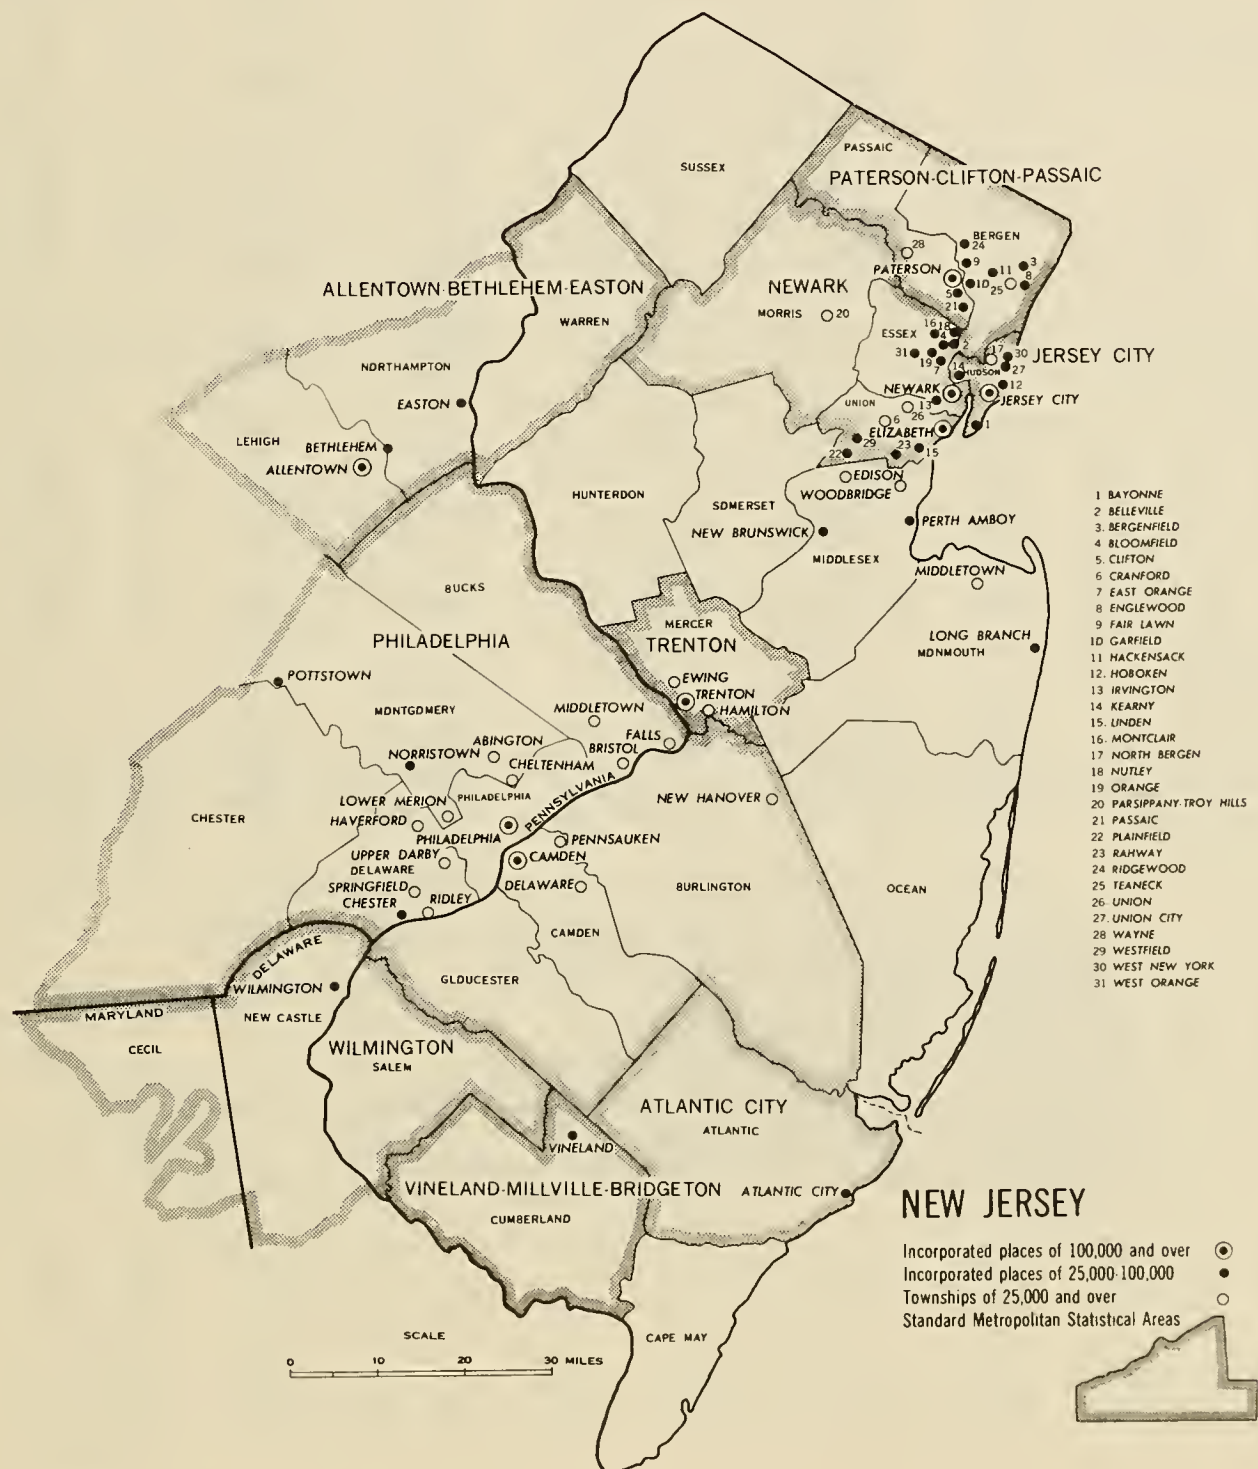 SUSSEX
PASSAIC
PATERSON-CLIFTON-PASSAIC
BERGEN
24
28
9
3
PATERSON
11
8
10
25
5
21
ALLENTOWN-BETHLEHEM-EASTON
NEWARK
WARREN
MORRIS
20
ESSEX
16
18
4
2
17
30
JERSEY CITY
31
19
7
14
HUDSON
27
NORTHAMPTON
12
NEWARK
JERSEY CITY
EASTON
UNION
13
26
6
ELIZABETH
1
LEHIGH
BETHLEHEM
29
22
23
15
ALLENTOWN
EDISON
WOODBRIDGE
HUNTERDON
SOMERSET
PERTH AMBOY
NEW BRUNSWICK
MIDDLESEX
MIDDLETOWN
BUCKS
MERCER
PHILADELPHIA
TRENTON
LONG BRANCH
MONMOUTH
POTTSTOWN
EWING
TRENTON
HAMILTON
MONTGOMERY
MIDDLETOWN
FALLS
ABINGTON
NORRISTOWN
BRISTOL
CHELTENHAM
PENNSYLVANIA
PHILADELPHIA
LOWER MERION
NEW HANOVER
CHESTER
HAVERFORD
PHILADELPHIA
PENNSAUKEN
UPPER DARBY
CAMDEN
DELAWARE
SPRINGFIELD
DELAWARE
BURLINGTON
OCEAN
CHESTER
RIDLEY
CAMDEN
DELAWARE
GLOUCESTER
WILMINGTON
MARYLAND
NEW CASTLE
CECIL
WILMINGTON
SALEM
ATLANTIC CITY
ATLANTIC
VINELAND
VINELAND-MILLVILLE-BRIDGETON
ATLANTIC CITY
CUMBERLAND
CAPE MAY
1 BAYONNE
2 BELLEVILLE
3. BERGENFIELD
4 BLOOMFIELD
5. CLIFTON
6 CRANFORD
7 EAST ORANGE
8 ENGLEWOOD
9 FAIR LAWN
10 GARFIELD
11 HACKENSACK
12. HOBOKEN
13 IRVINGTON
14 KEARNY
15. LINDEN
16. MONTCLAIR
17 NORTH BERGEN
18 NUTLEY
19 ORANGE
20 PARSIPPANY-TROY HILLS
21 PASSAIC
22 PLAINFIELD
23 RAHWAY
24 RIDGEWOOD
25 TEANECK
26 UNION
27. UNION CITY
28 WAYNE
29 WESTFIELD
30 WEST NEW YORK
31 WEST ORANGE
NEW JERSEY
Incorporated places of 100,000 and over
Incorporated places of 25,000-100,000
Townships of 25,000 and over
Standard Metropolitan Statistical Areas
SCALE
0 10 20 30 MILES